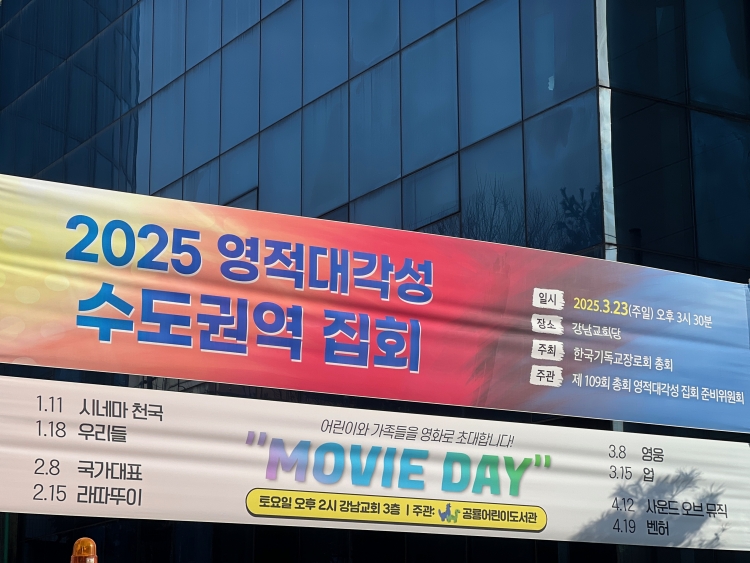 2025 영적대각성
수도권역 집회
일시 2025.3.23(주일) 오후 3시 30분
장소 강남교회당
주최 한국기독교장로회 총회
주관 제 109회 총회 영적대각성 집회 준비위원회
1.11 시네마 천국
1.18 우리들
2.8 국가대표
2.15 라따뚜이
어린이와 가족들을 영화로 초대합니다!
"MOVIE DAY"
토요일 오후 2시 강남교회 3층 | 주관: 공룡어린이도서관
3.8 영웅
3.15 업
4.12 사운드 오브 뮤직
4.19 벤허